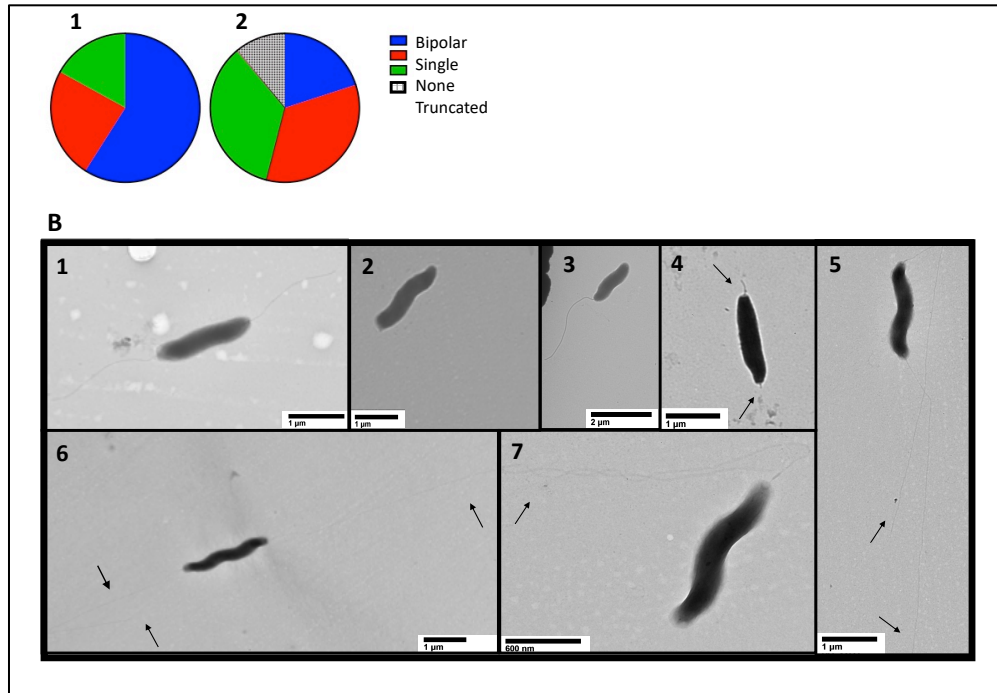 1 2
Bipolar
Single
None
Truncated
B
1
1 µm
2
1 µm
3
2 µm
4
1 µm
5
1 µm
6
1 µm
7
600 nm